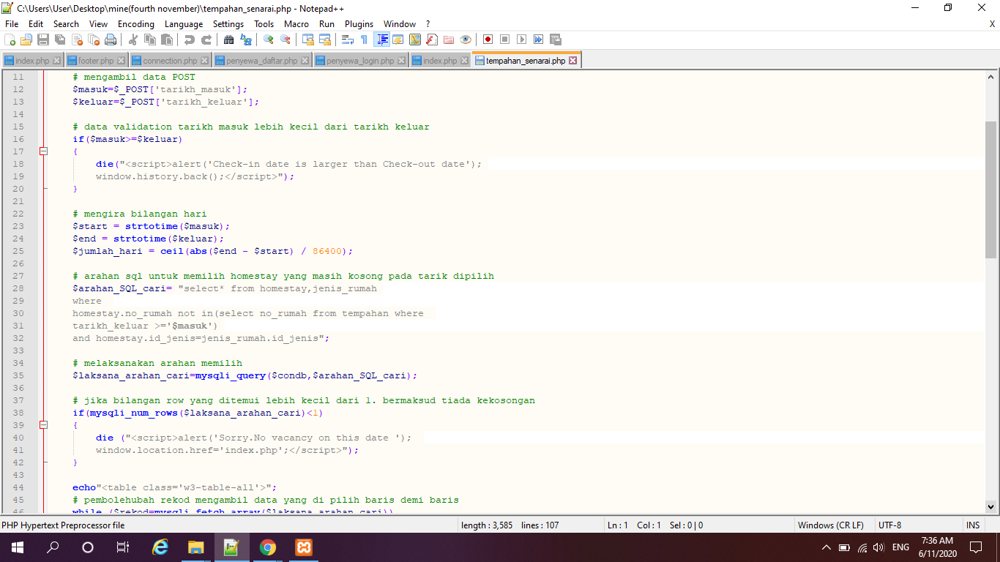 C:\Users\User\Desktop\mine(fourth november)\tempahan_senarai.php - Notepad++
File Edit Search View Encoding Language Settings Tools Macro Run Plugins Window ? X
index.php footer.php connection.php penyewa_daftar.php penyewa_login.php index.php tempahan_senarai.php
11 # mengambil data POST
12 $masuk=$_POST['tarikh_masuk'];
13 $keluar=$_POST['tarikh_keluar'];
14
15 # data validation tarikh masuk lebih kecil dari tarikh keluar
16 if($masuk>=$keluar)
17 {
18 die("<script>alert('Check-in date is larger than Check-out date');
19 window.history.back();</script>");
20 }
21
22 # mengira bilangan hari
23 $start = strtotime($masuk);
24 $end = strtotime($keluar);
25 $jumlah_hari = ceil(abs($end - $start) / 86400);
26
27 # arahan sql untuk memilih homestay yang masih kosong pada tarik dipilih
28 $arahan_SQL_cari= "select* from homestay,jenis_rumah
29 where
30 homestay.no_rumah not in(select no_rumah from tempahan where
31 tarikh_keluar >='$masuk')
32 and homestay.id_jenis=jenis_rumah.id_jenis";
33
34 # melaksanakan arahan memilih
35 $laksana_arahan_cari=mysqli_query($condb,$arahan_SQL_cari);
36
37 # jika bilangan row yang ditemui lebih kecil dari 1. bermaksud tiada kekosongan
38 if(mysqli_num_rows($laksana_arahan_cari)<1)
39 {
40 die ("<script>alert('Sorry.No vacancy on this date ');
41 window.location.href='index.php';</script>");
42 }
43
44 echo"<table class='w3-table-all'>";
45 # pembolehubah rekod mengambil data yang di pilih baris demi baris
46 while ($rekod=mysqli_fetch_array($laksana_arahan_cari))
PHP Hypertext Preprocessor file length : 3,585 lines : 107 Ln : 1 Col : 1 Sel : 0 | 0 Windows (CR LF) UTF-8 INS
ENG
7:36 AM
6/11/2020